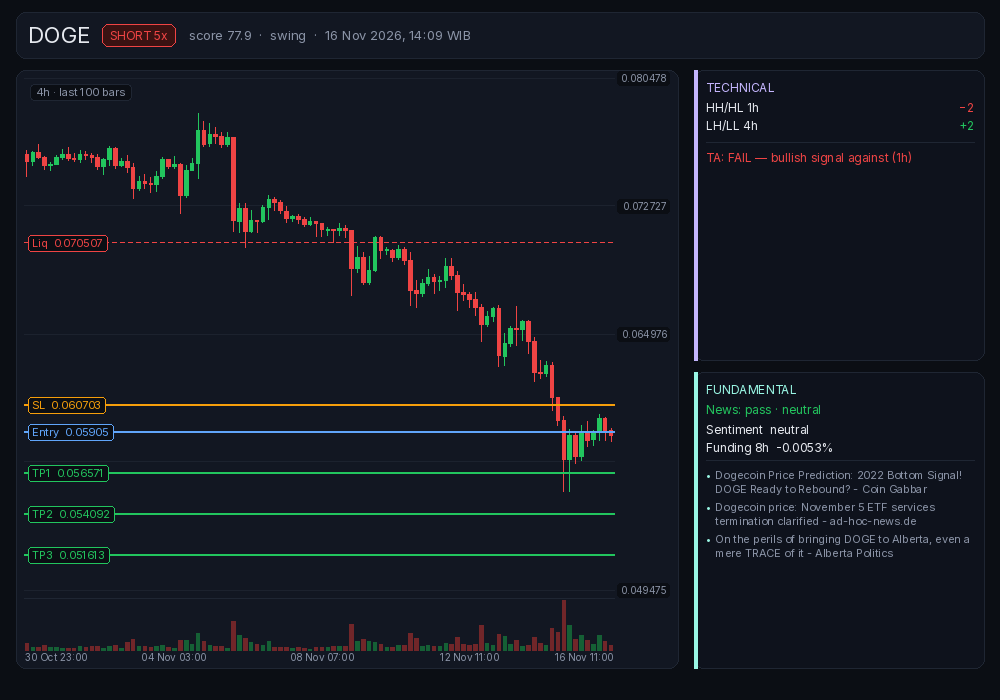 DOGE SHORT 5x score 77.9 · swing · 16 Nov 2026, 14:09 WIB
4h · last 100 bars
0.080478
0.072727
Liq 0.070507
0.064976
SL 0.060703
Entry 0.05905
TP1 0.056571
TP2 0.054092
TP3 0.051613
0.049475
30 Oct 23:00 04 Nov 03:00 08 Nov 07:00 12 Nov 11:00 16 Nov 11:00
TECHNICAL
HH/HL 1h −2
LH/LL 4h +2
TA: FAIL — bullish signal against (1h)
FUNDAMENTAL
News: pass · neutral
Sentiment neutral
Funding 8h -0.0053%
• Dogecoin Price Prediction: 2022 Bottom Signal!
DOGE Ready to Rebound? - Coin Gabbar
• Dogecoin price: November 5 ETF services
termination clarified - ad-hoc-news.de
• On the perils of bringing DOGE to Alberta, even a
mere TRACE of it - Alberta Politics